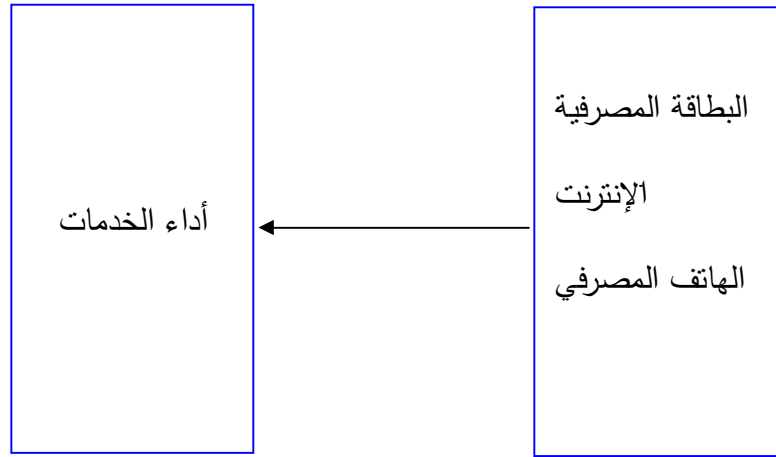 البطاقة المصرفية
الإنترنت
الهاتف المصرفي
أداء الخدمات